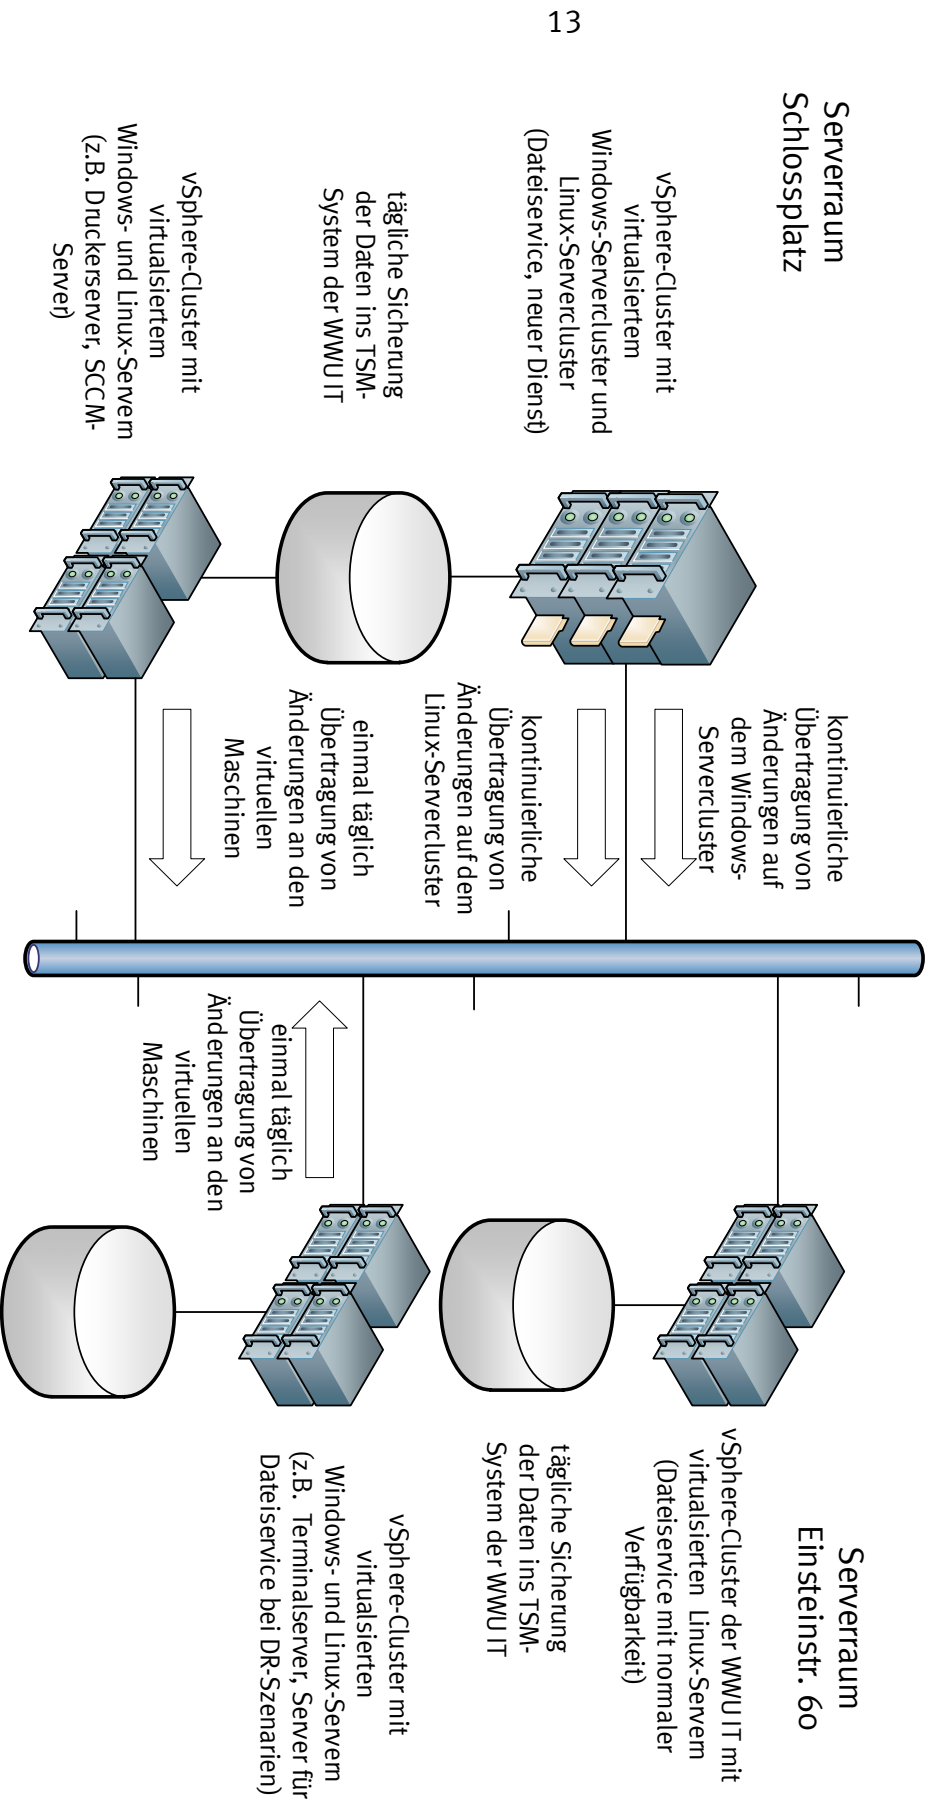 13
Serverraum
Schlossplatz
vSphere-Cluster mit
virtualsiertem
Windows-Servercluster und
Linux-Servercluster
(Dateiservice, neuer Dienst)
tägliche Sicherung
der Daten ins TSM-
System der WWU IT
vSphere-Cluster mit
virtualsiertem
Windows- und Linux-Servern
(z.B. Druckerserver, SCCM-
Server)
kontinuierliche
Übertragung von
Änderungen auf
dem Windows-
Servercluster
kontinuierliche
Übertragung von
Änderungen auf dem
Linux-Servercluster
einmal täglich
Übertragung von
Änderungen an den
virtuellen
Maschinen
einmal täglich
Übertragung von
Änderungen an den
virtuellen
Maschinen
Serverraum
Einsteinstr. 60
vSphere-Cluster der WWU IT mit
virtualsierten Linux-Servern
(Dateiservice mit normaler
Verfügbarkeit)
tägliche Sicherung
der Daten ins TSM-
System der WWU IT
vSphere-Cluster mit
virtualsierten
Windows- und Linux-Servern
(z.B. Terminalserver, Server für
Dateiservice bei DR-Szenarien)